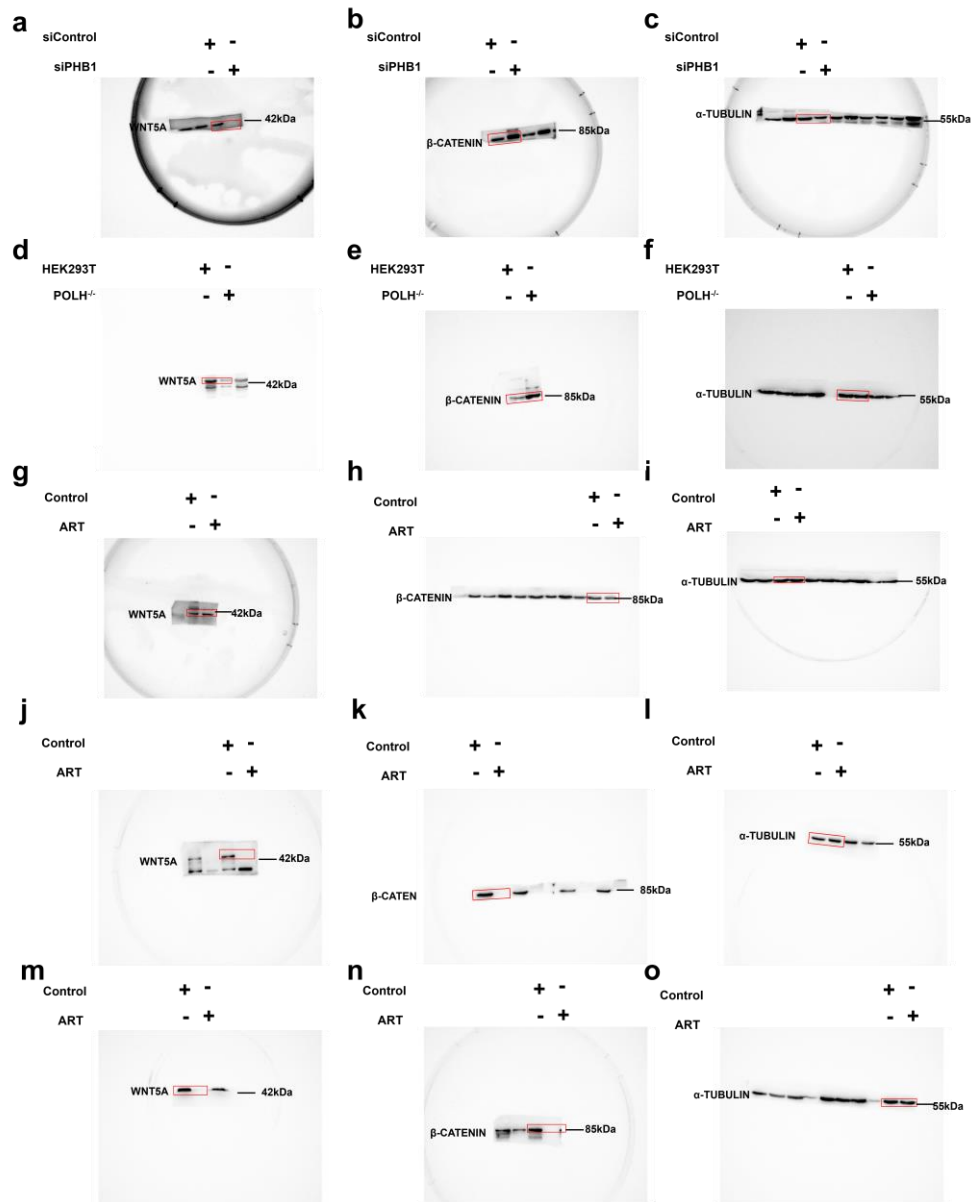 a
siControl + -
siPHB1 - +
WNT5A 42kDa
b
siControl + -
siPHB1 - +
β-CATENIN 85kDa
c
siControl + -
siPHB1 - +
α-TUBULIN 55kDa
d
HEK293T + -
POLH-/- - +
WNT5A 42kDa
e
HEK293T + -
POLH-/- - +
β-CATENIN 85kDa
f
HEK293T + -
POLH-/- - +
α-TUBULIN 55kDa
g
Control + -
ART - +
WNT5A 42kDa
h
Control + -
ART - +
β-CATENIN 85kDa
i
Control + -
ART - +
α-TUBULIN 55kDa
j
Control + -
ART - +
WNT5A 42kDa
k
Control + -
ART - +
β-CATEN 85kDa
l
Control + -
ART - +
α-TUBULIN 55kDa
m
Control + -
ART - +
WNT5A 42kDa
n
Control + -
ART - +
β-CATENIN 85kDa
o
Control + -
ART - +
α-TUBULIN 55kDa